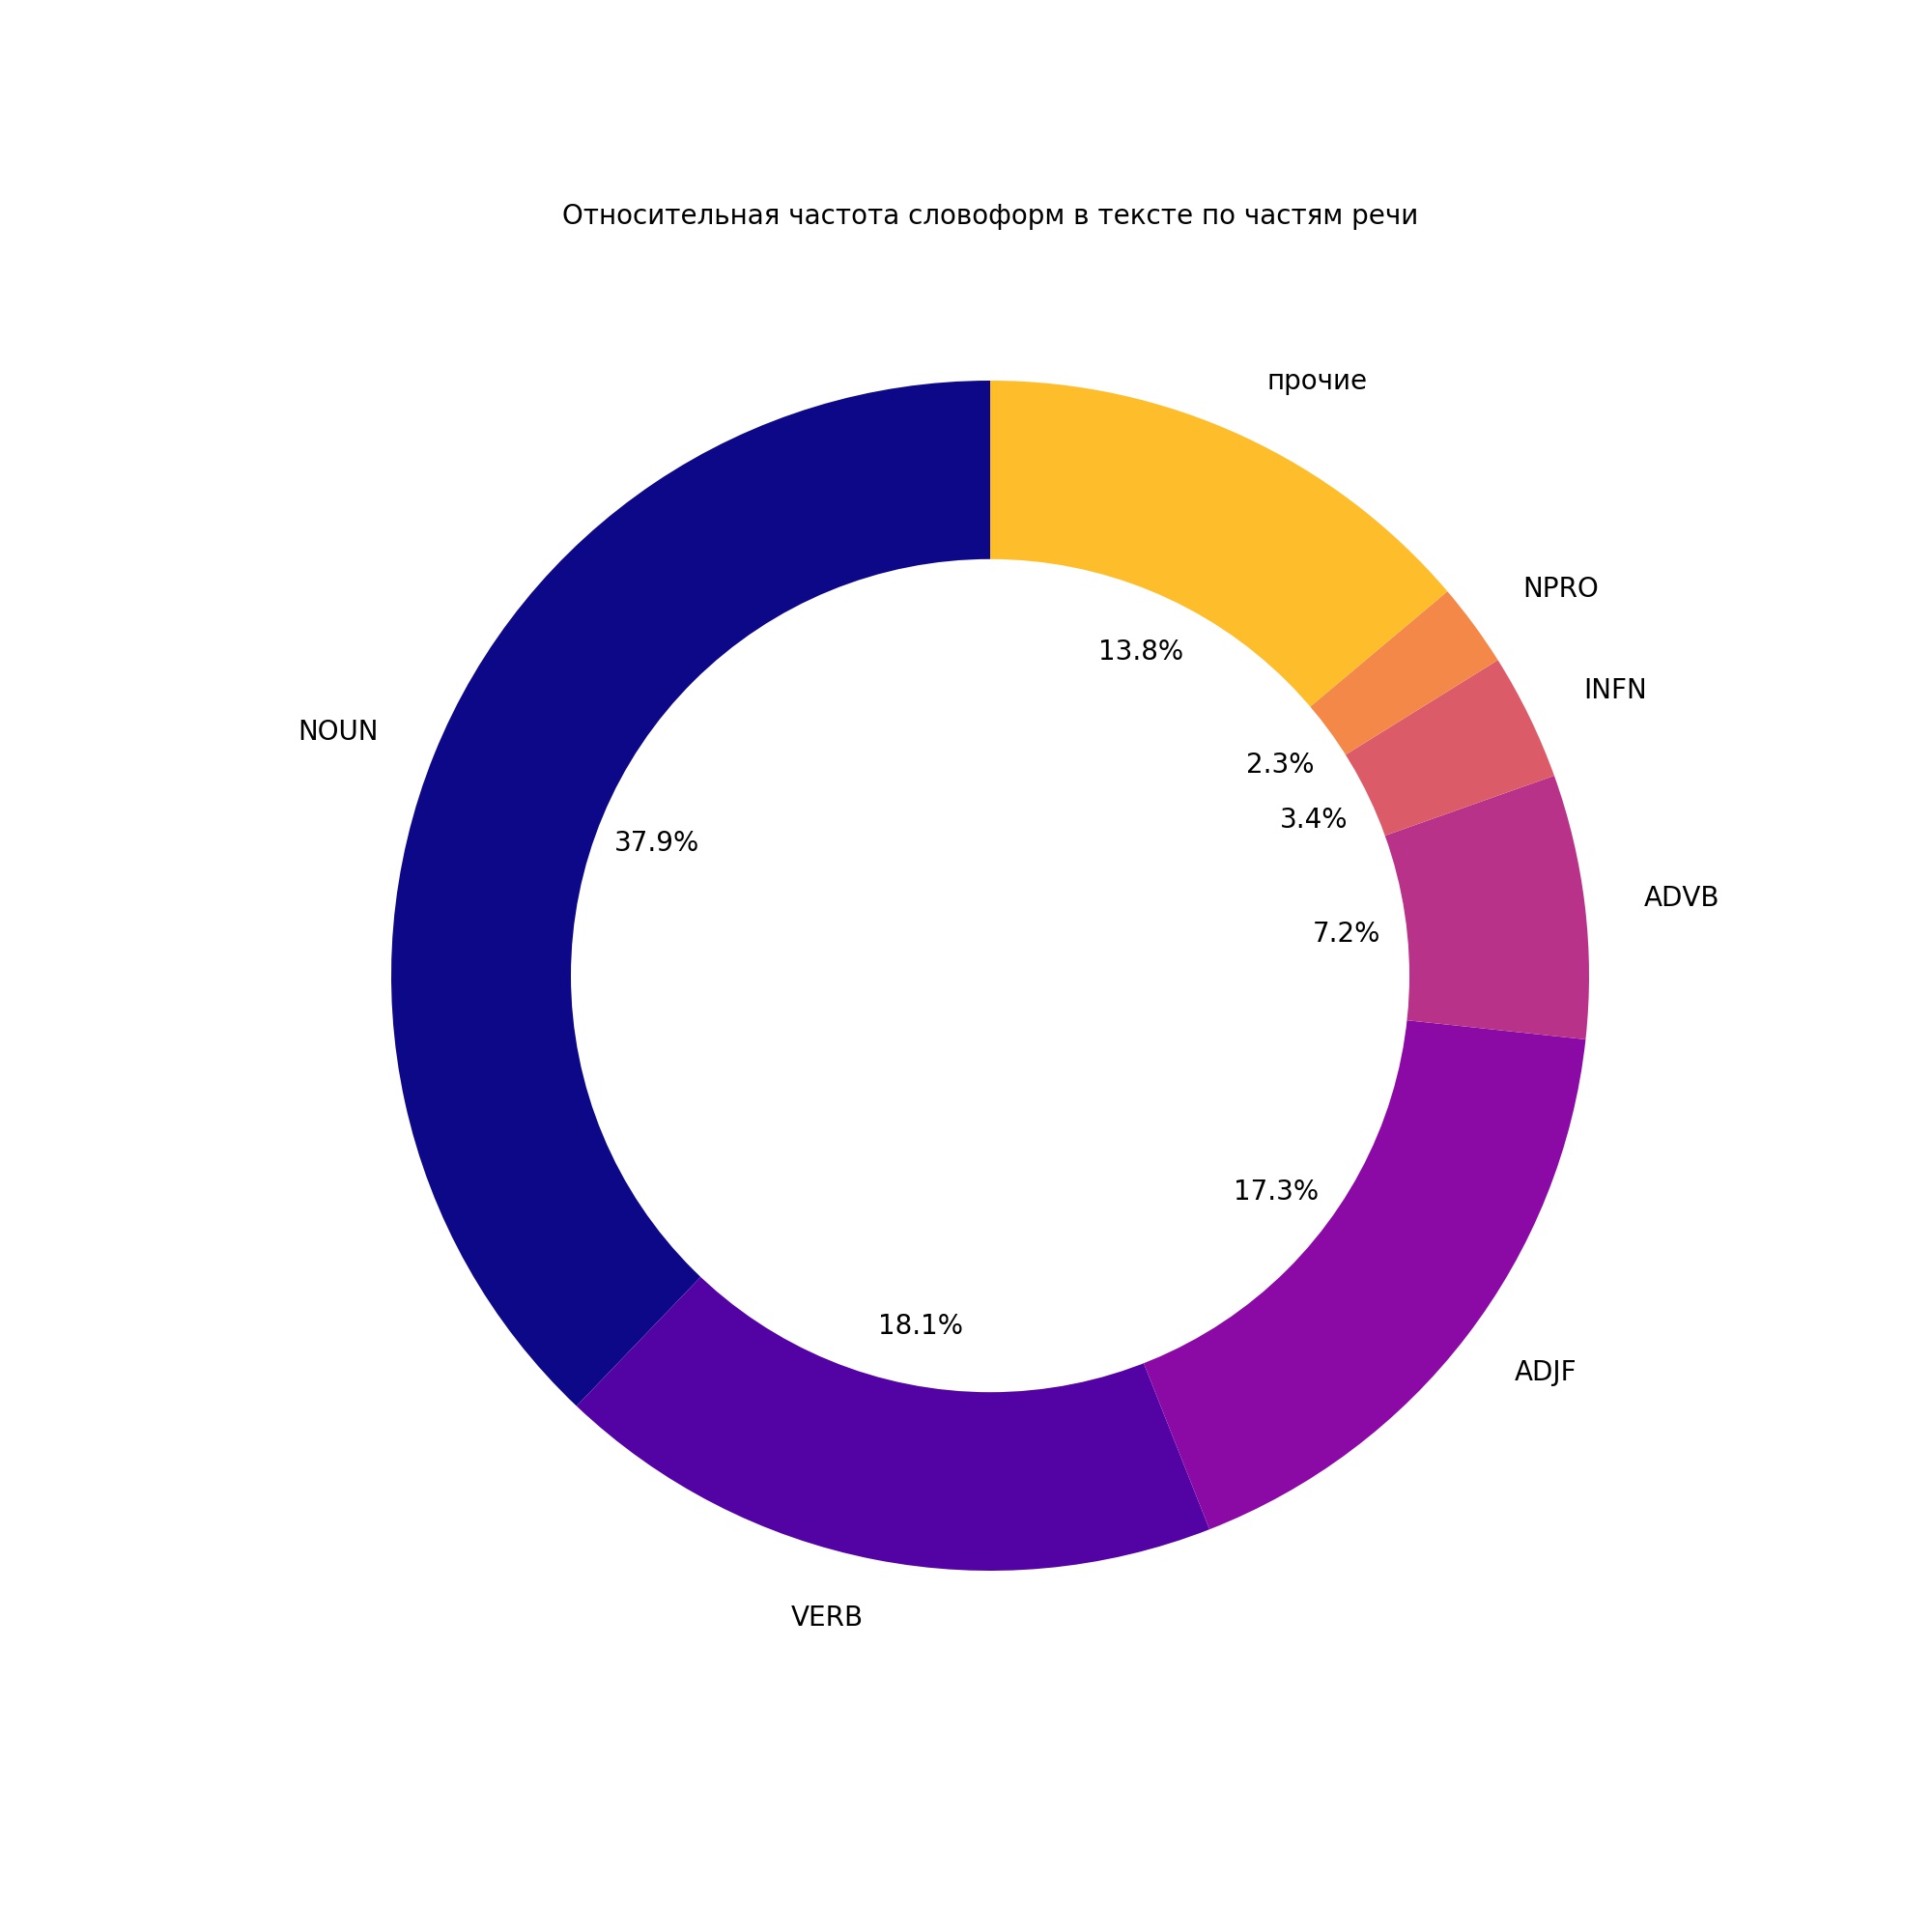 Относительная частота словоформ в тексте по частям речи
прочие
NPRO
13.8%
INFN
NOUN
2.3%
3.4%
37.9%
ADVB
7.2%
17.3%
18.1%
ADJF
VERB